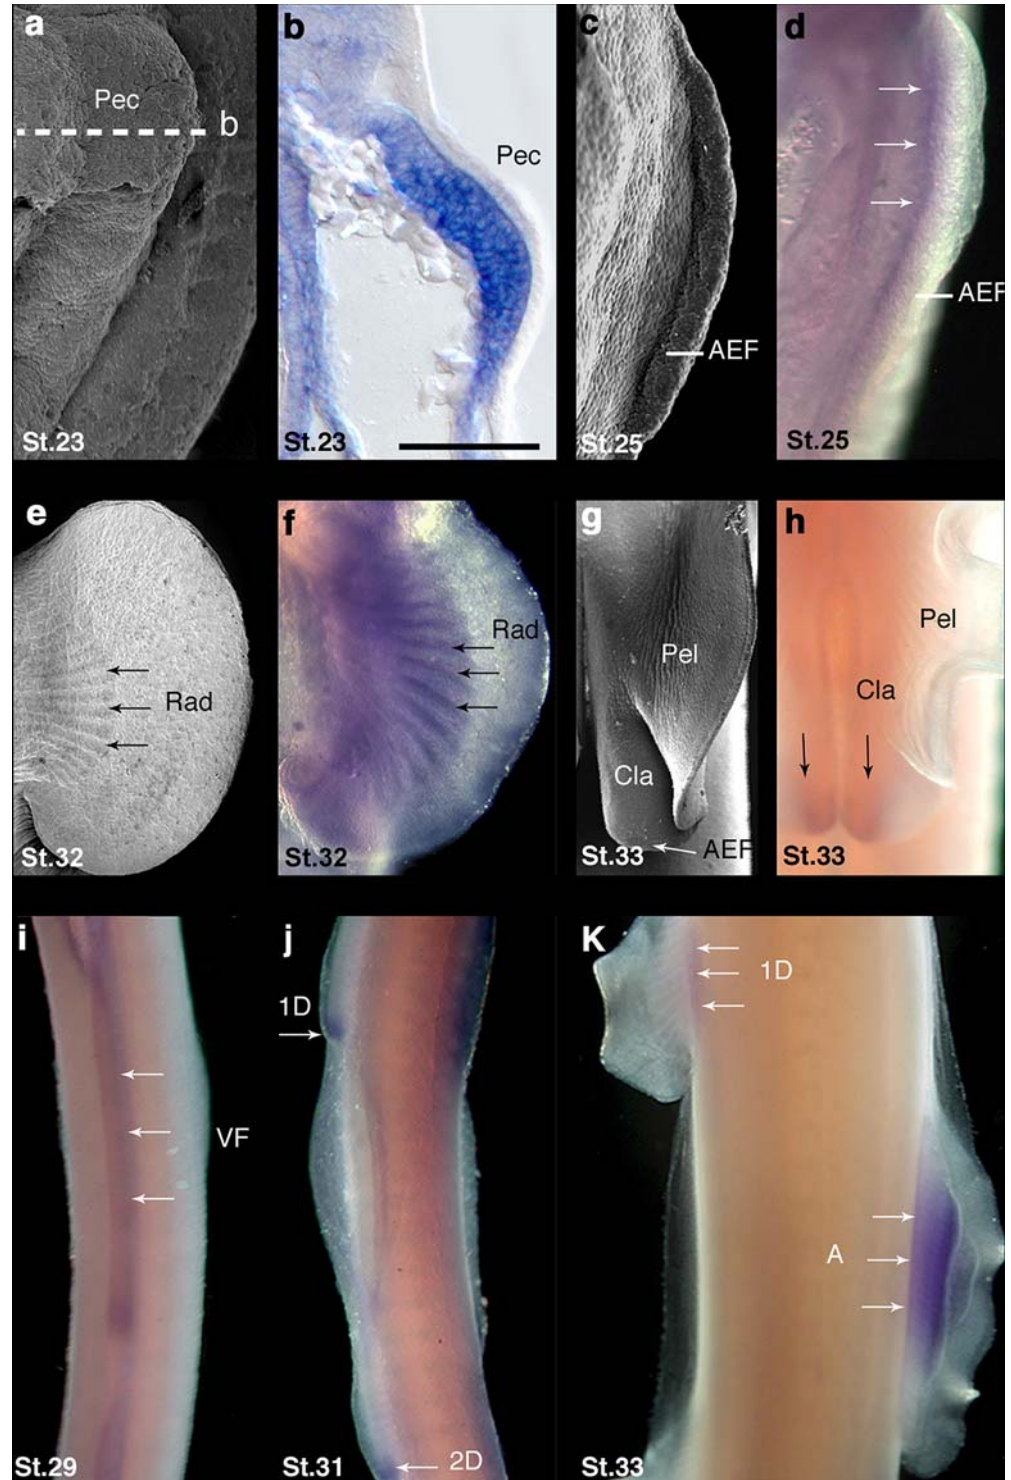 a
Pec
b
St.23
b
Pec
St.23
c
AEF
St.25
d
AEF
St.25
e
Rad
St.32
f
Rad
St.32
g
Pel
Cla
AEF
St.33
h
Pel
Cla
St.33
i
VF
St.29
j
1D
2D
St.31
K
1D
A
St.33